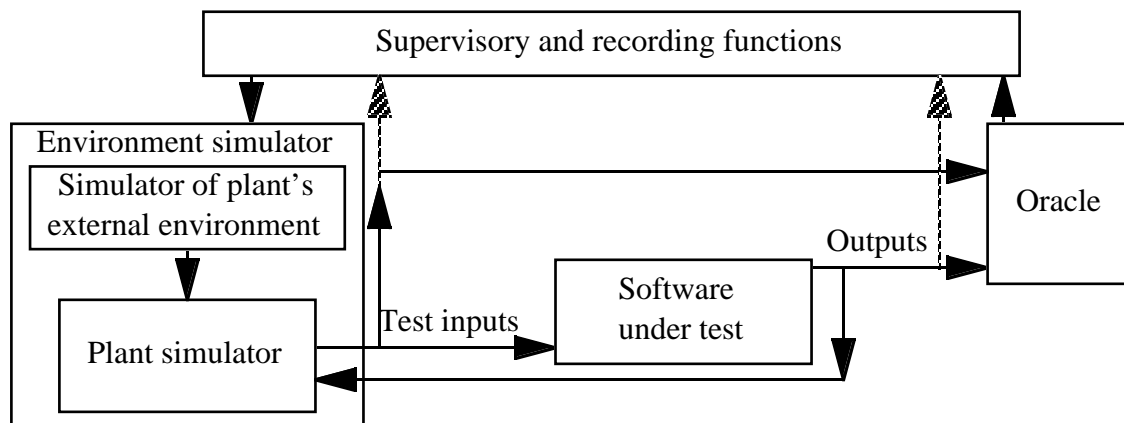 Supervisory and recording functions
Environment simulator
Simulator of plant’s
external environment
Oracle
Outputs
Software
under test
Test inputs
Plant simulator